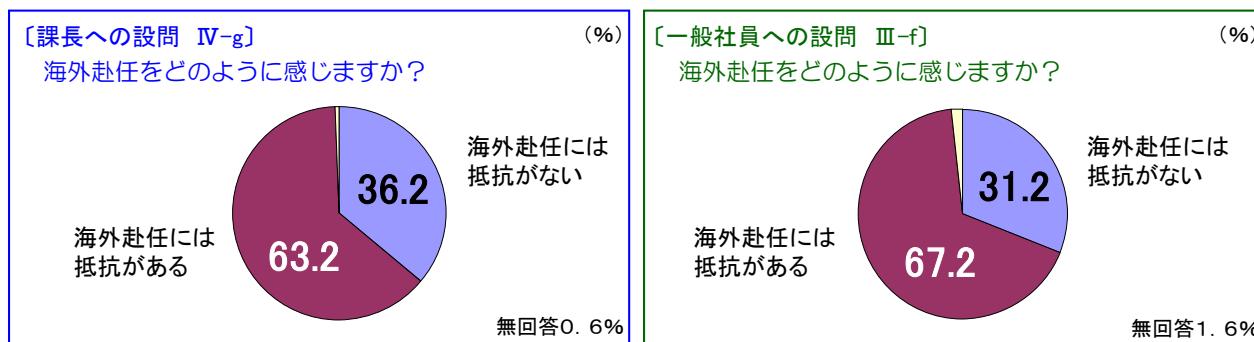 〔課長への設問 Ⅳ-g〕
(%)
海外赴任をどのように感じますか？
海外赴任には
抵抗がない
36.2
63.2
海外赴任には
抵抗がある
無回答0．6%
〔一般社員への設問 Ⅲ-f〕
(%)
海外赴任をどのように感じますか？
海外赴任には
抵抗がない
31.2
67.2
海外赴任には
抵抗がある
無回答1．6%